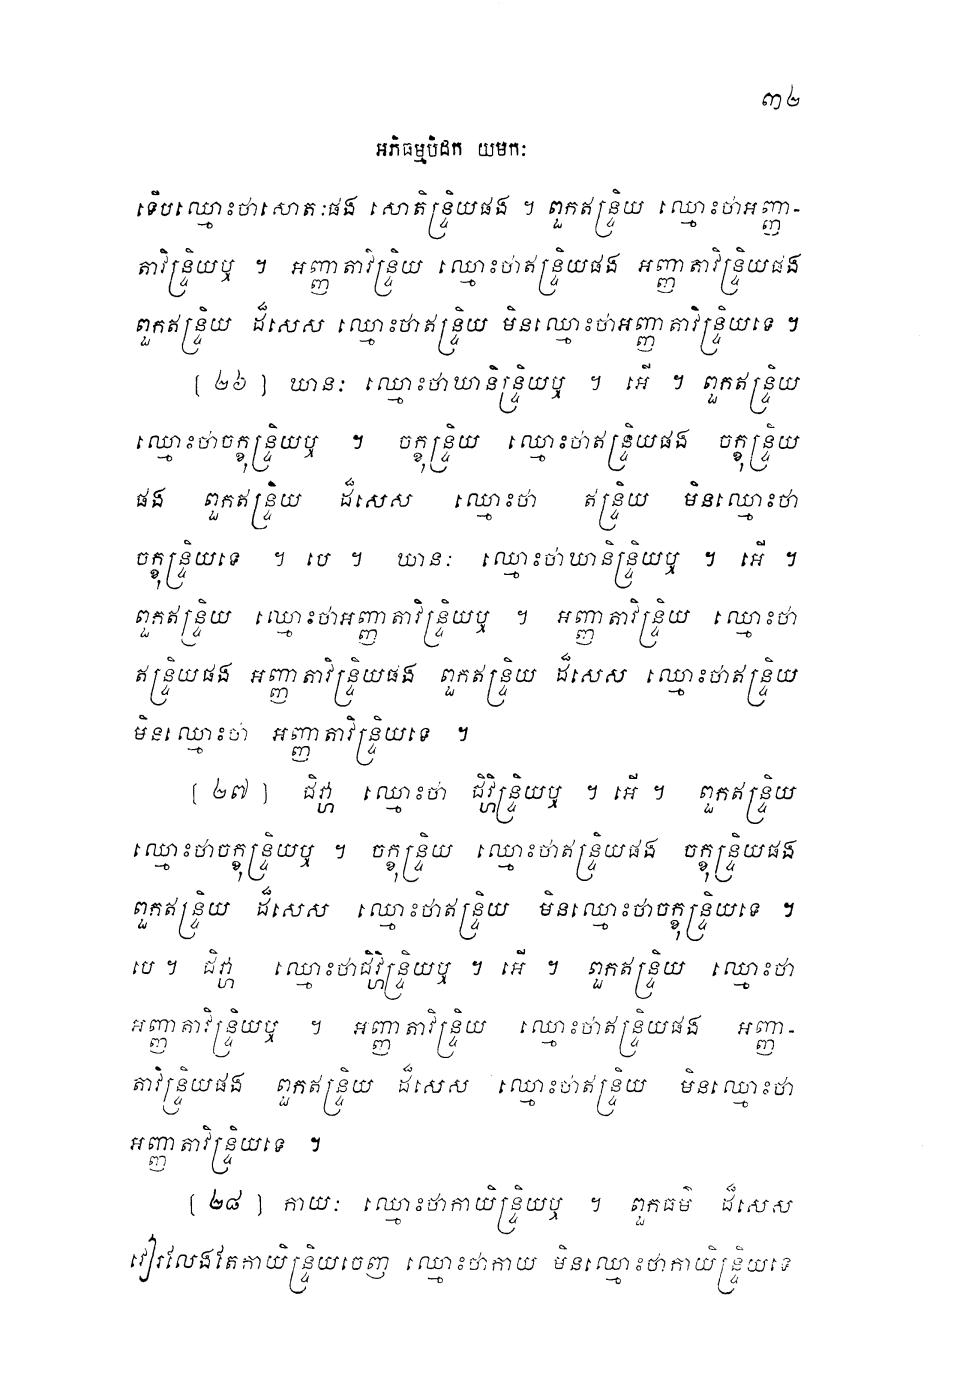 ៣៤
អភិធម្មបិដក យមកៈ
ទើបឈ្មោះថាសោតៈផង សោតិន្ទ្រិយផង ។ ពួកឥន្ទ្រិយ ឈ្មោះថាអញ្ញា-
តាវិន្ទ្រិយឬ ។ អញ្ញាតាវិន្ទ្រិយ ឈ្មោះថាឥន្ទ្រិយផង អញ្ញាតាវិន្ទ្រិយផង
ពួកឥន្ទ្រិយ ដ៏សេស ឈ្មោះថាឥន្ទ្រិយ មិនឈ្មោះថាអញ្ញាតាវិន្ទ្រិយទេ ។
[ ២៦ ] ឃានៈ ឈ្មោះថាឃានិន្ទ្រិយឬ ។ អើ ។ ពួកឥន្ទ្រិយ
ឈ្មោះថាចក្ខុន្ទ្រិយឬ ។ ចក្ខុន្ទ្រិយ ឈ្មោះថាឥន្ទ្រិយផង ចក្ខុន្ទ្រិយ
ផង ពួកឥន្ទ្រិយ ដ៏សេស ឈ្មោះថា ឥន្ទ្រិយ មិនឈ្មោះថា
ចក្ខុន្ទ្រិយទេ ។ បេ ។ ឃានៈ ឈ្មោះថាឃានិន្ទ្រិយឬ ។ អើ ។
ពួកឥន្ទ្រិយ ឈ្មោះថាអញ្ញាតាវិន្ទ្រិយឬ ។ អញ្ញាតាវិន្ទ្រិយ ឈ្មោះថា
ឥន្ទ្រិយផង អញ្ញាតាវិន្ទ្រិយផង ពួកឥន្ទ្រិយ ដ៏សេស ឈ្មោះថាឥន្ទ្រិយ
មិនឈ្មោះថា អញ្ញាតាវិន្ទ្រិយទេ ។
[ ២៧ ] ជិវ្ហា ឈ្មោះថា ជិវ្ហិន្ទ្រិយឬ ។ អើ ។ ពួកឥន្ទ្រិយ
ឈ្មោះថាចក្ខុន្ទ្រិយឬ ។ ចក្ខុន្ទ្រិយ ឈ្មោះថាឥន្ទ្រិយផង ចក្ខុន្ទ្រិយផង
ពួកឥន្ទ្រិយ ដ៏សេស ឈ្មោះថាឥន្ទ្រិយ មិនឈ្មោះថាចក្ខុន្ទ្រិយទេ ។
បេ ។ ជិវ្ហា ឈ្មោះថាជិវ្ហិន្ទ្រិយឬ ។ អើ ។ ពួកឥន្ទ្រិយ ឈ្មោះថា
អញ្ញាតាវិន្ទ្រិយឬ ។ អញ្ញាតាវិន្ទ្រិយ ឈ្មោះថាឥន្ទ្រិយផង អញ្ញា-
តាវិន្ទ្រិយផង ពួកឥន្ទ្រិយ ដ៏សេស ឈ្មោះថាឥន្ទ្រិយ មិនឈ្មោះថា
អញ្ញាតាវិន្ទ្រិយទេ ។
[ ២៨ ] កាយៈ ឈ្មោះថាកាយិន្ទ្រិយឬ ។ ពួកធម៌ ដ៏សេស
វៀរលែងតែកាយិន្ទ្រិយចេញ ឈ្មោះថាកាយ មិនឈ្មោះថាកាយិន្ទ្រិយទេ